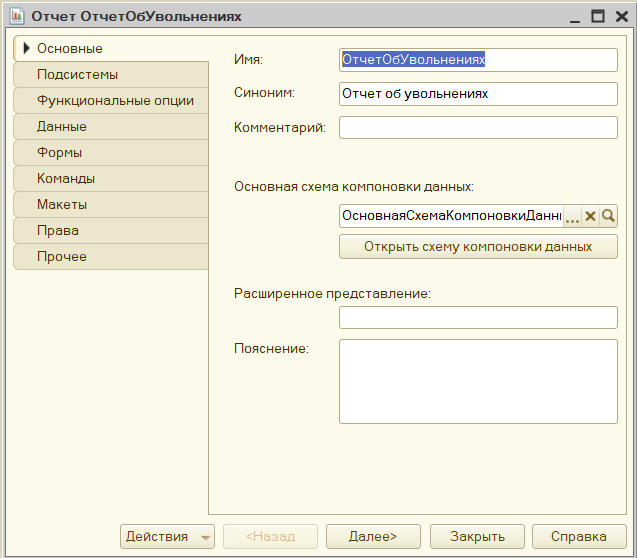 Отчет ОтчетОбУвольнениях
Основные
Подсистемы
Функциональные опции
Данные
Формы
Команды
Макеты
Права
Прочее
Имя:
ОтчетОбУвольнениях
Синоним:
Отчет об увольнениях
Комментарий:
Основная схема компоновки данных:
ОсновнаяСхемаКомпоновкиДанны
...
Открыть схему компоновки данных
Расширенное представление:
Пояснение:
Действия
<Назад
Далее>
Закрыть
Справка